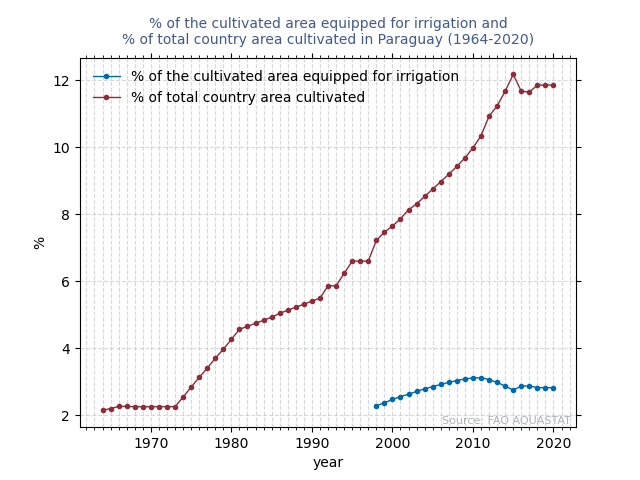 % of the cultivated area equipped for irrigation and
% of total country area cultivated in Paraguay (1964-2020)
% of the cultivated area equipped for irrigation
% of total country area cultivated
12
10
8
6
4
2
%
Source: FAO AQUASTAT
1970 1980 1990 2000 2010 2020
year